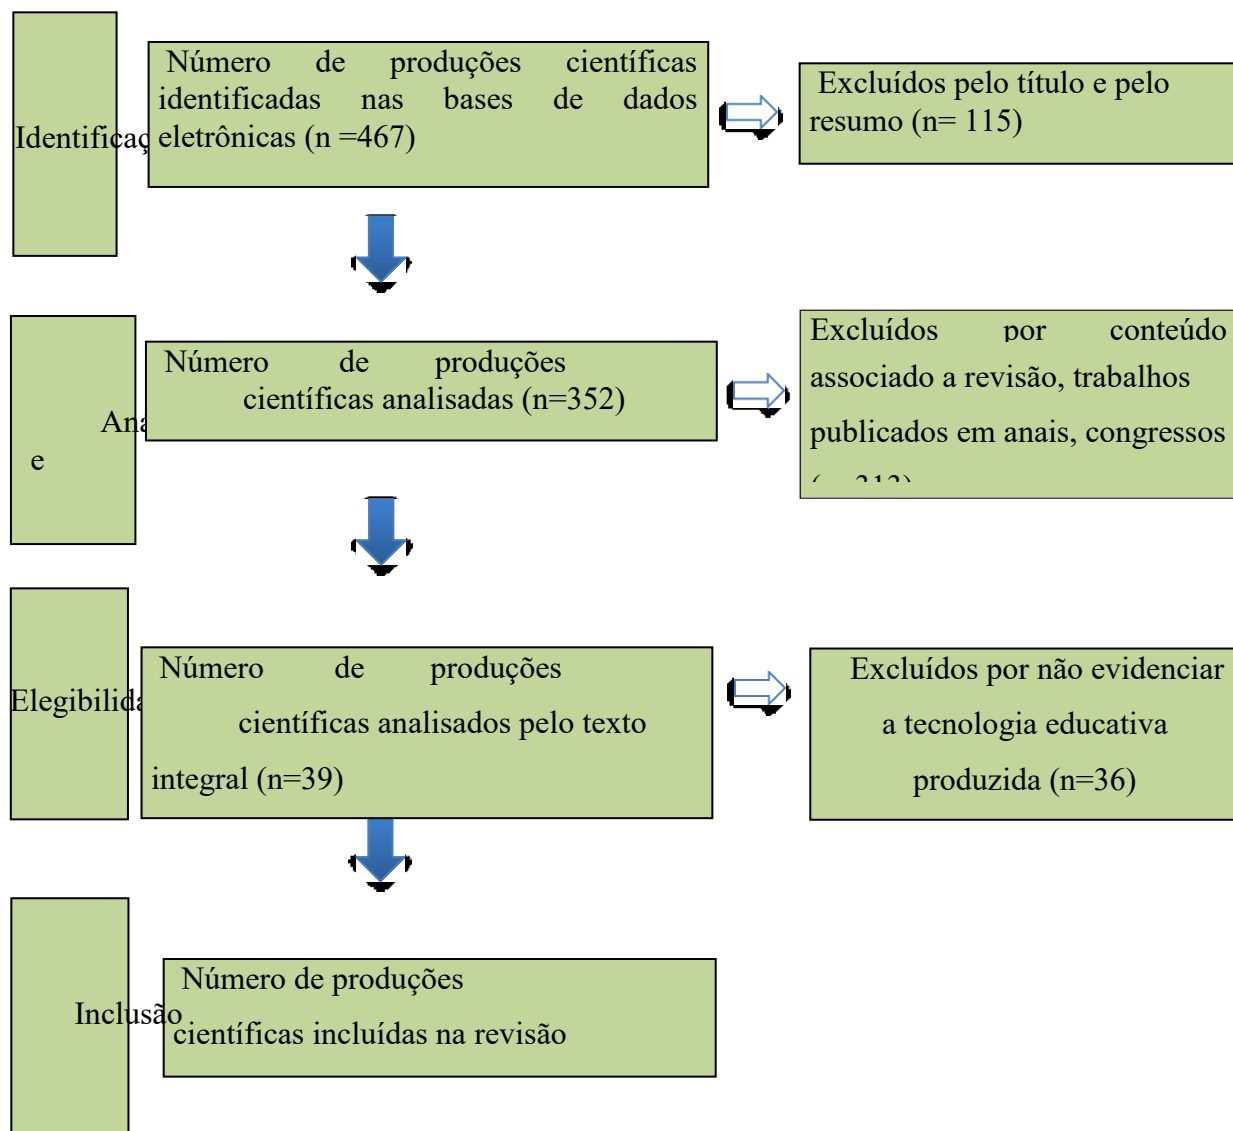 Identificaç
Número de produções científicas
identificadas nas bases de dados
eletrônicas (n =467)
Excluídos pelo título e pelo
resumo (n= 115)
Aná
e
Número de produções
científicas analisadas (n=352)
Excluídos por conteúdo
associado a revisão, trabalhos
publicados em anais, congressos
Elegibilida
Número de produções
científicas analisados pelo texto
integral (n=39)
Excluídos por não evidenciar
a tecnologia educativa
produzida (n=36)
Inclusão
Número de produções
científicas incluídas na revisão